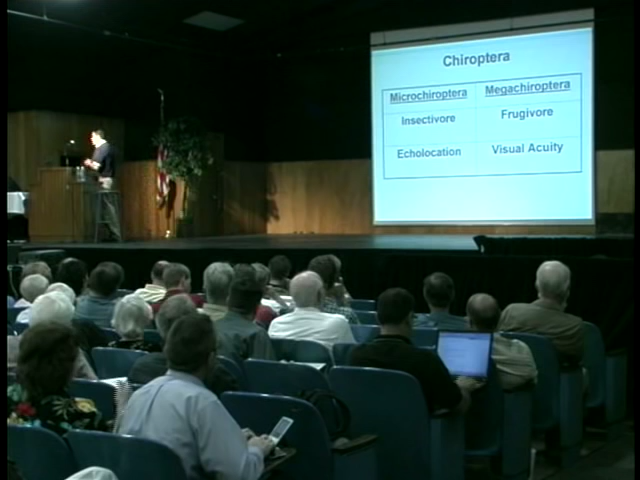 Chiroptera
Microchiroptera Megachiroptera
Insectivore Frugivore
Echolocation Visual Acuity